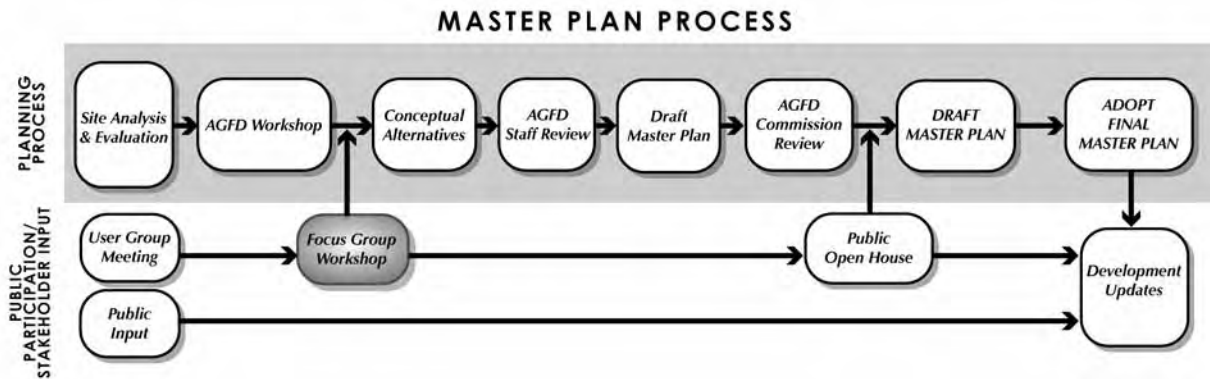 MASTER PLAN PROCESS
PLANNING
PROCESS
Site Analysis
& Evaluation
AGFD Workshop
Conceptual
Alternatives
AGFD
Staff Review
Draft
Master Plan
AGFD
Commission
Review
DRAFT
MASTER PLAN
ADOPT
FINAL
MASTER PLAN
PUBLIC
PARTICIPATION/
STAKEHOLDER INPUT
User Group
Meeting
Focus Group
Workshop
Public
Open House
Development
Updates
Public
Input